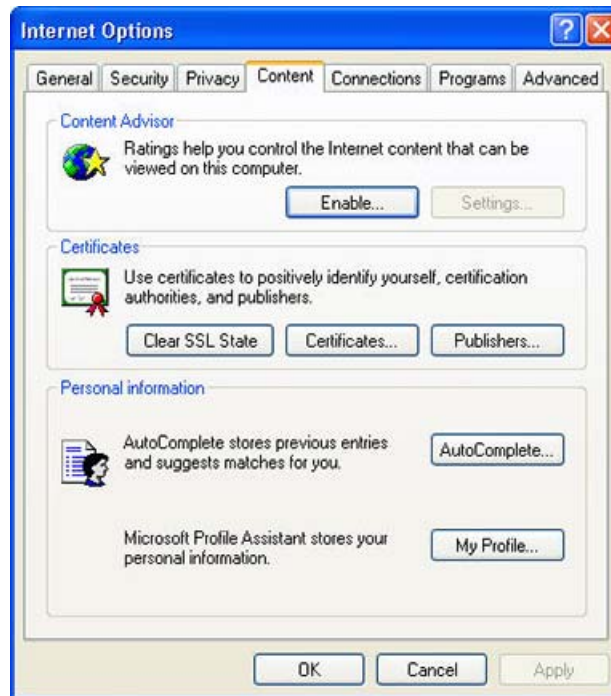 Internet Options
General Security Privacy Content Connections Programs Advanced
Content Advisor
Ratings help you control the Internet content that can be
viewed on this computer.
Enable... Settings...
Certificates
Use certificates to positively identify yourself, certification
authorities, and publishers.
Clear SSL State Certificates... Publishers...
Personal information
AutoComplete stores previous entries
and suggests matches for you.
AutoComplete...
Microsoft Profile Assistant stores your
personal information.
My Profile...
OK Cancel Apply